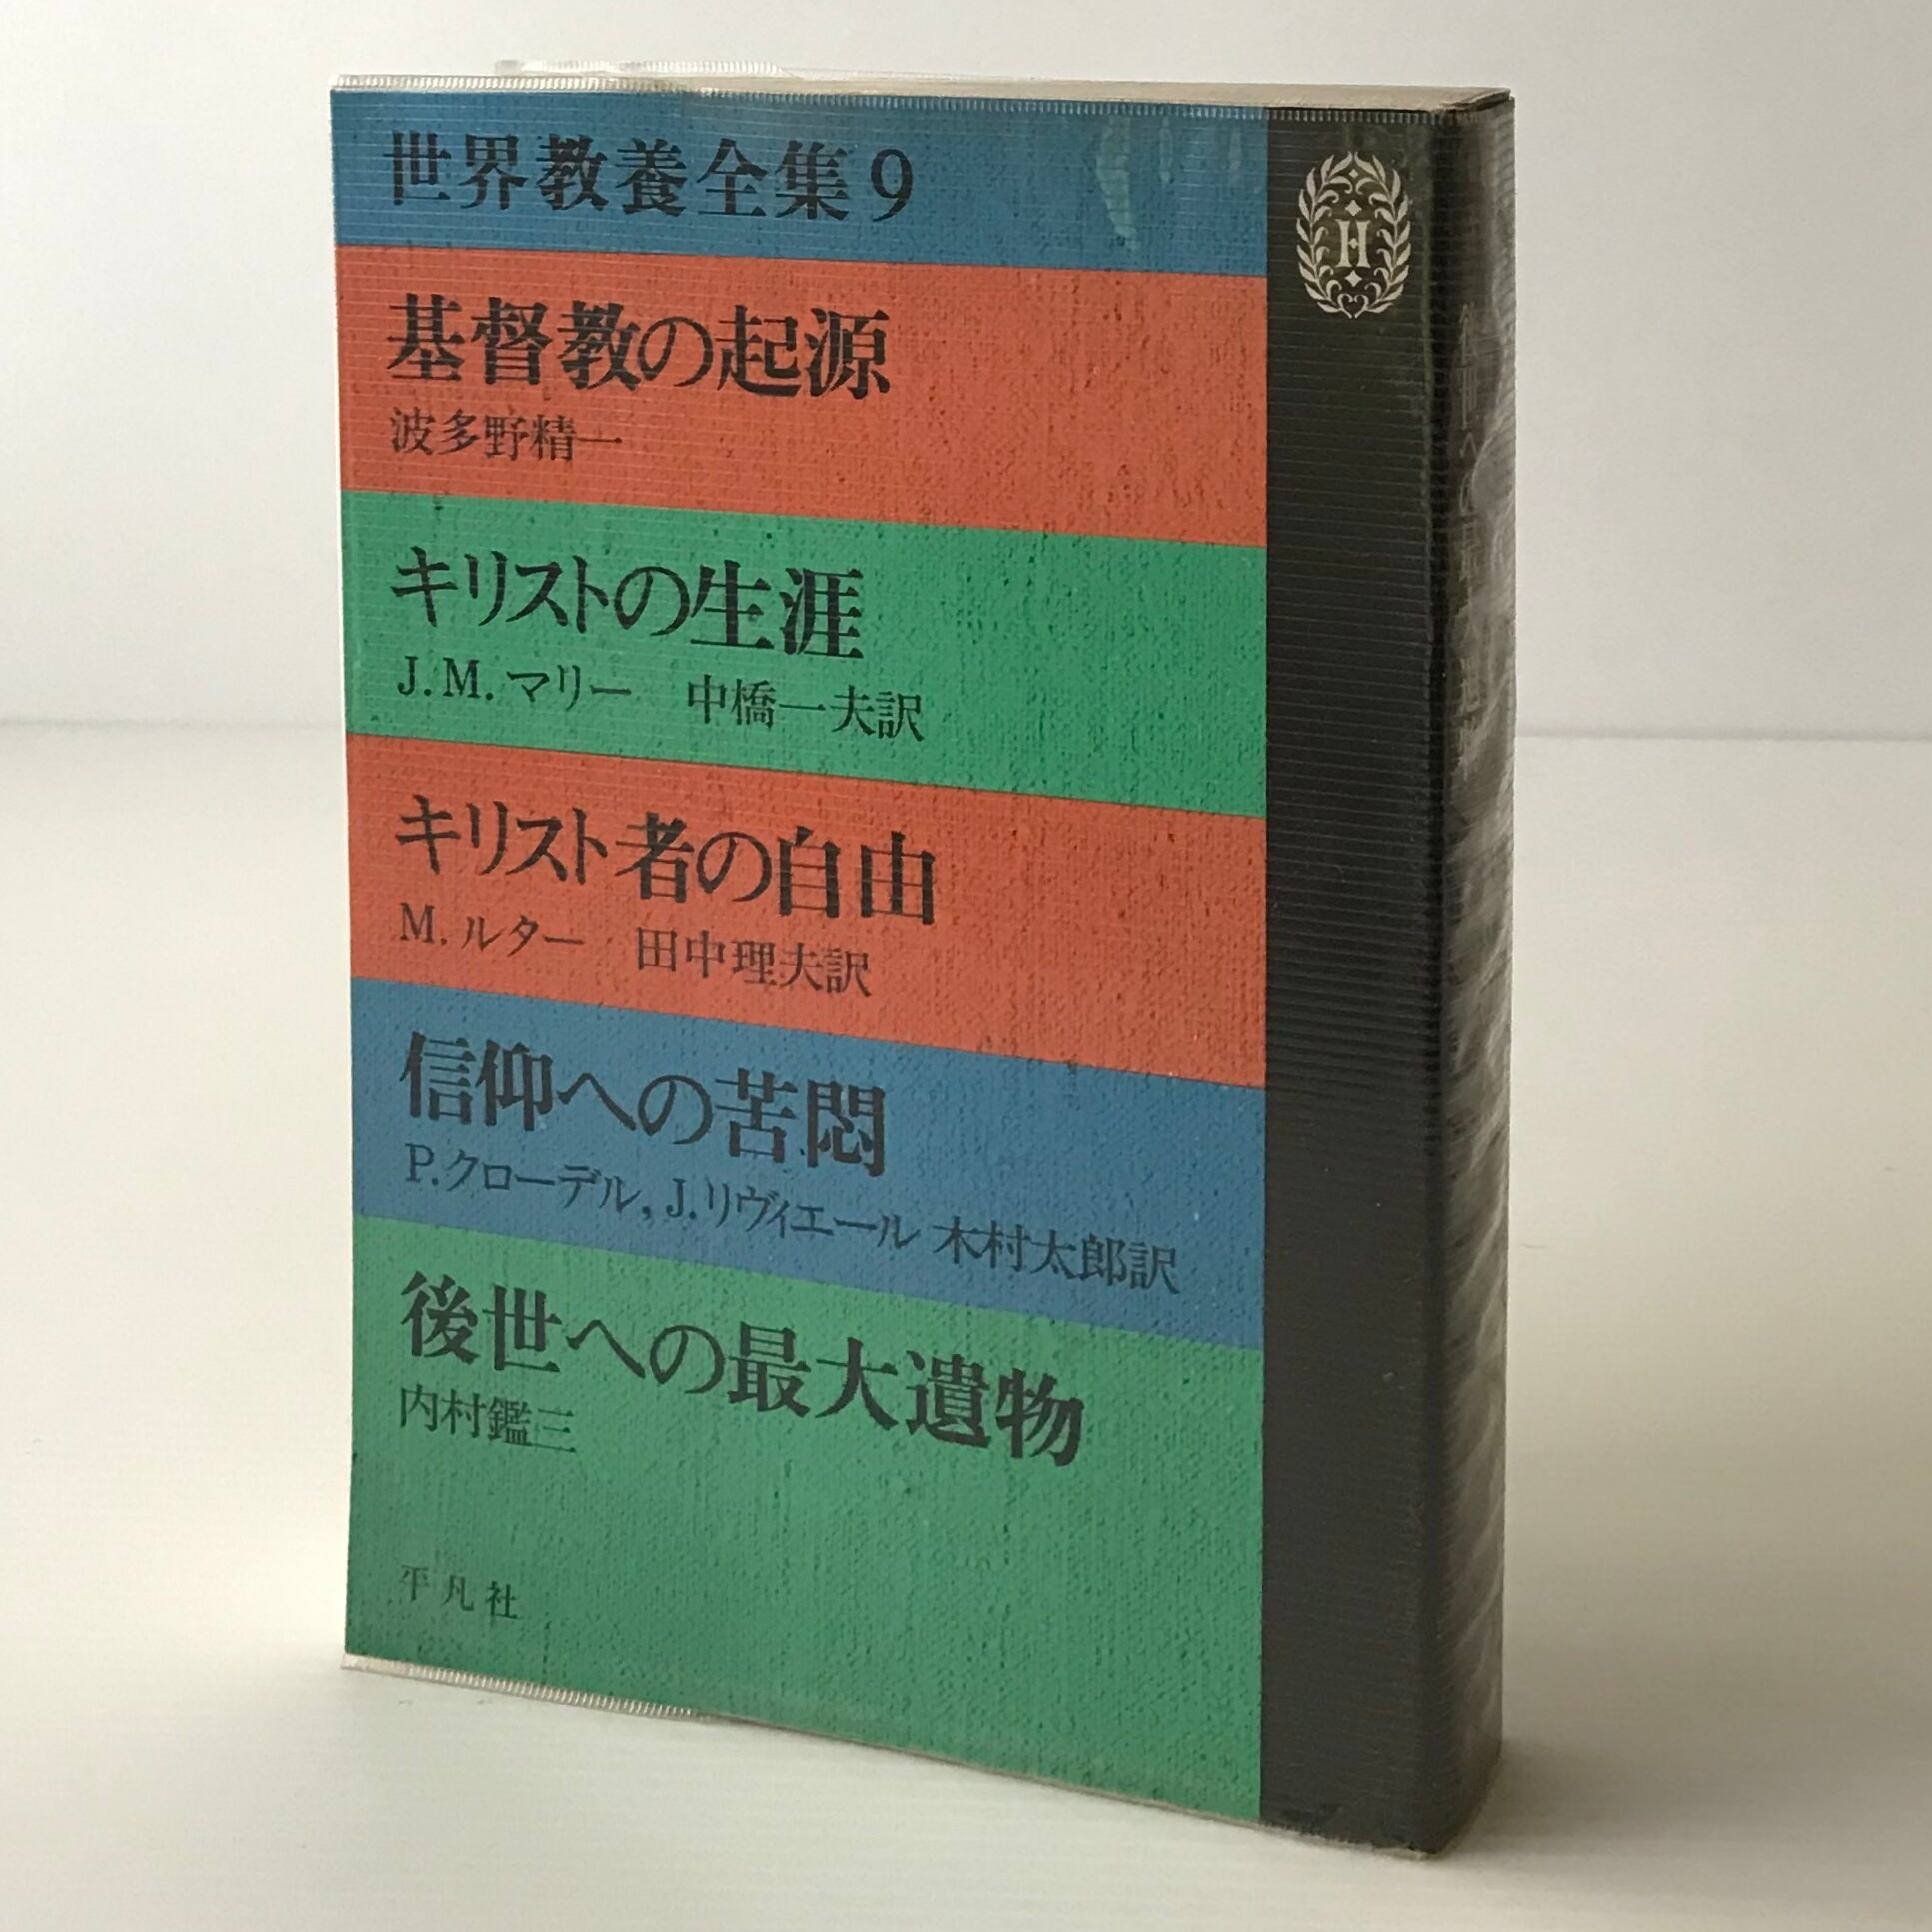 世界教養全集9
基督教の起源
波多野精一
キリストの生涯
J.M.マリー 中橋一夫訳
キリスト者の自由
M.ルター 田中理夫訳
信仰への苦悶
P.クローデル,J.リヴィエール 木村太郎訳
後世への最大遺物
内村鑑三
平凡社
H